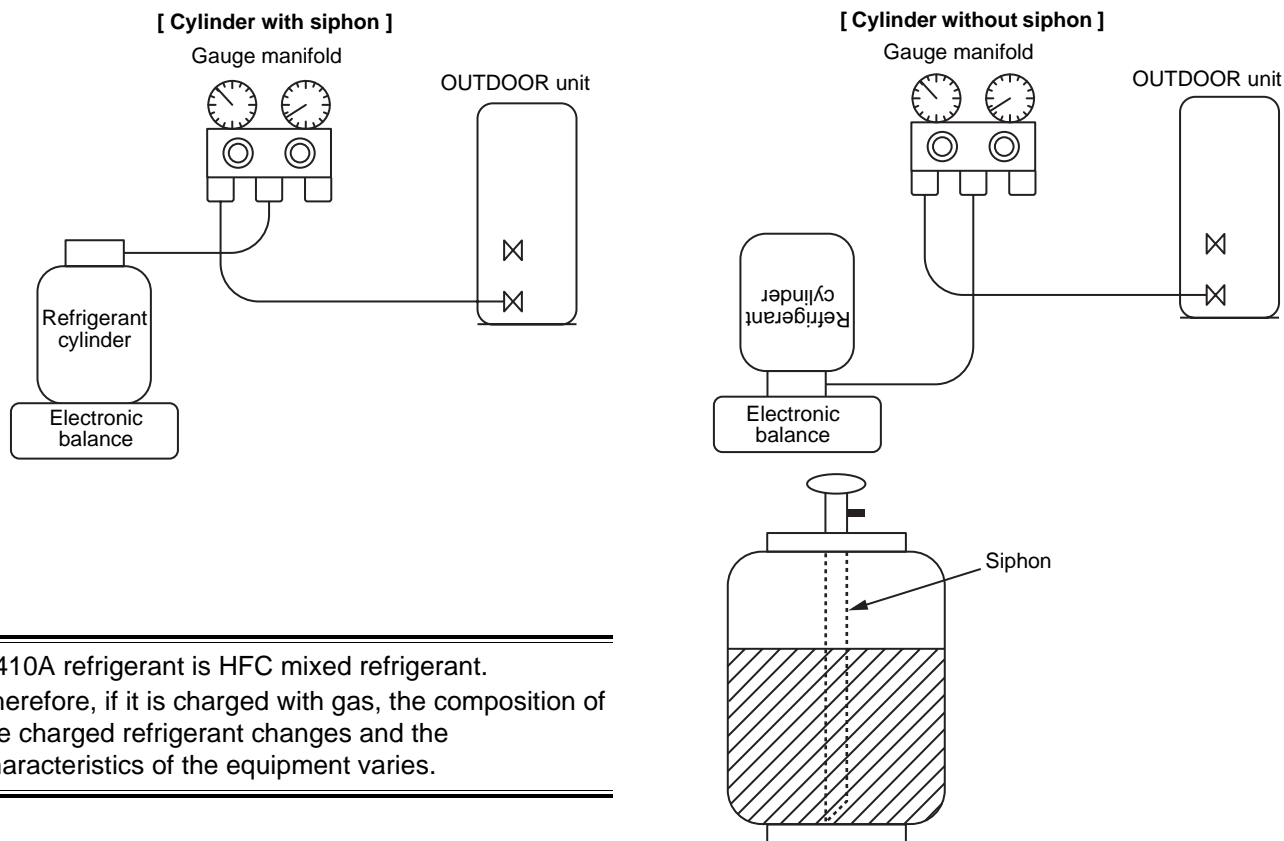 [ Cylinder with siphon ]
Gauge manifold
OUTDOOR unit
Refrigerant
cylinder
Electronic
balance
[ Cylinder without siphon ]
Gauge manifold
OUTDOOR unit
Refrigerant
cylinder
Electronic
balance
Siphon
410A refrigerant is HFC mixed refrigerant.
herefore, if it is charged with gas, the composition of
e charged refrigerant changes and the
haracteristics of the equipment varies.